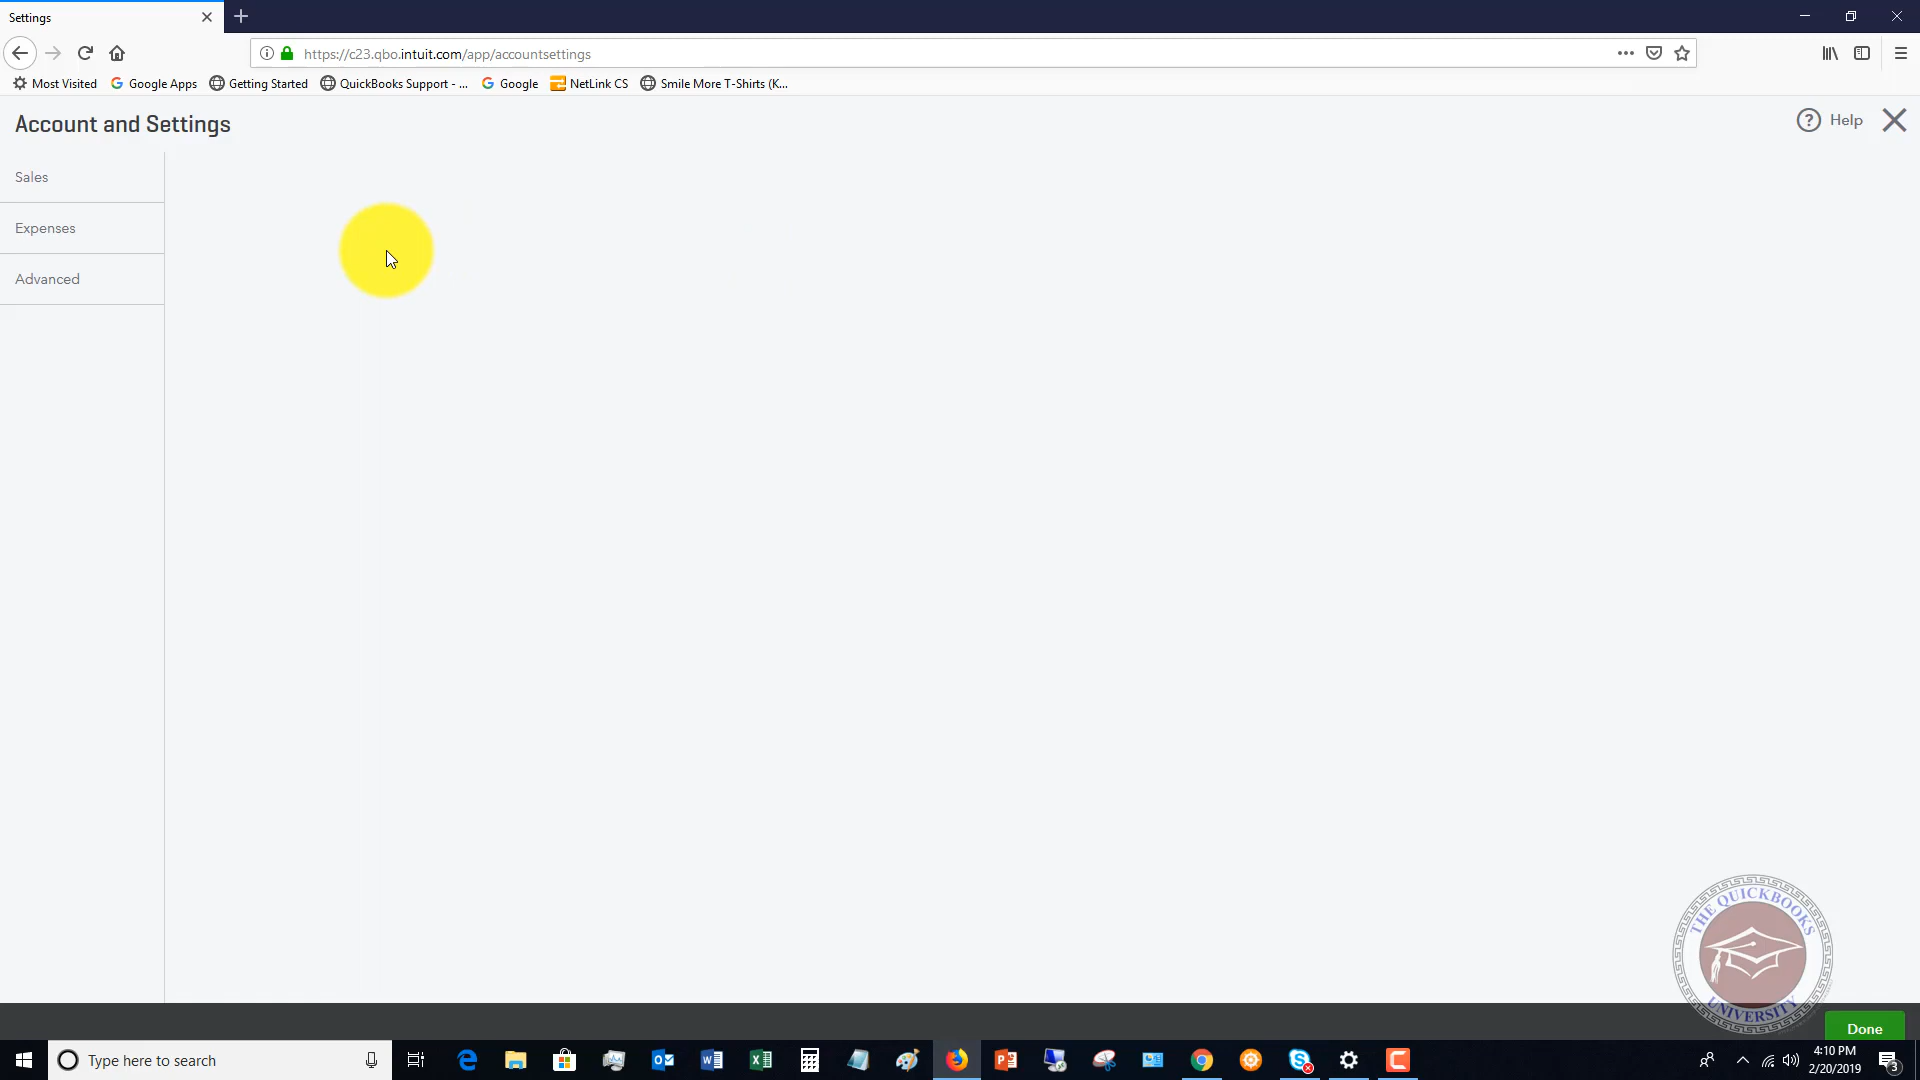 Settings
https://c23.qbo.intuit.com/app/accountsettings
Most Visited Google Apps Getting Started QuickBooks Support - ... Google NetLink CS Smile More T-Shirts (K...
Account and Settings
? Help
Sales
Expenses
Advanced
THE QUICKBOOKS
UNIVERSITY
Done
Type here to search
4:10 PM
2/20/2019
3